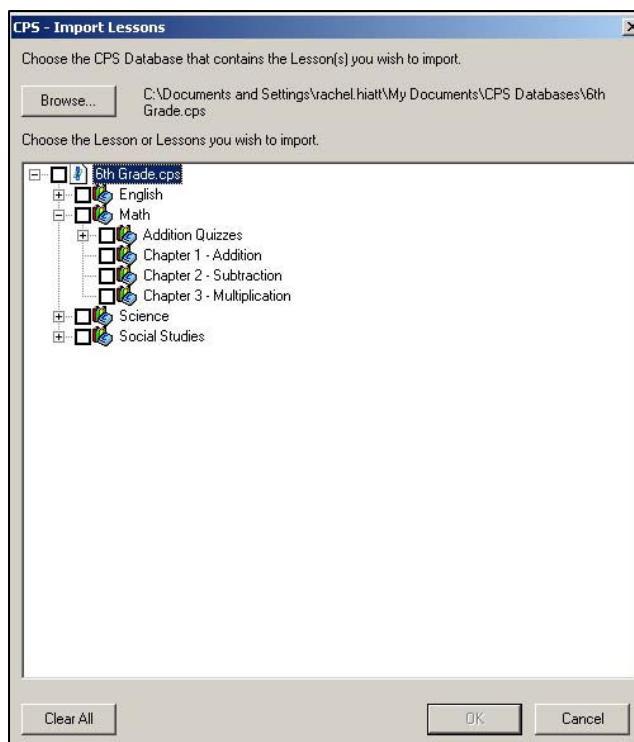 CPS - Import Lessons
Choose the CPS Database that contains the Lesson(s) you wish to import.
Browse...
C:\Documents and Settings\rachel.hiatt\My Documents\CPS Databases\6th
Grade.cps
Choose the Lesson or Lessons you wish to import.
6th Grade.cps
English
Math
Addition Quizzes
Chapter 1 - Addition
Chapter 2 - Subtraction
Chapter 3 - Multiplication
Science
Social Studies
Clear All
OK
Cancel